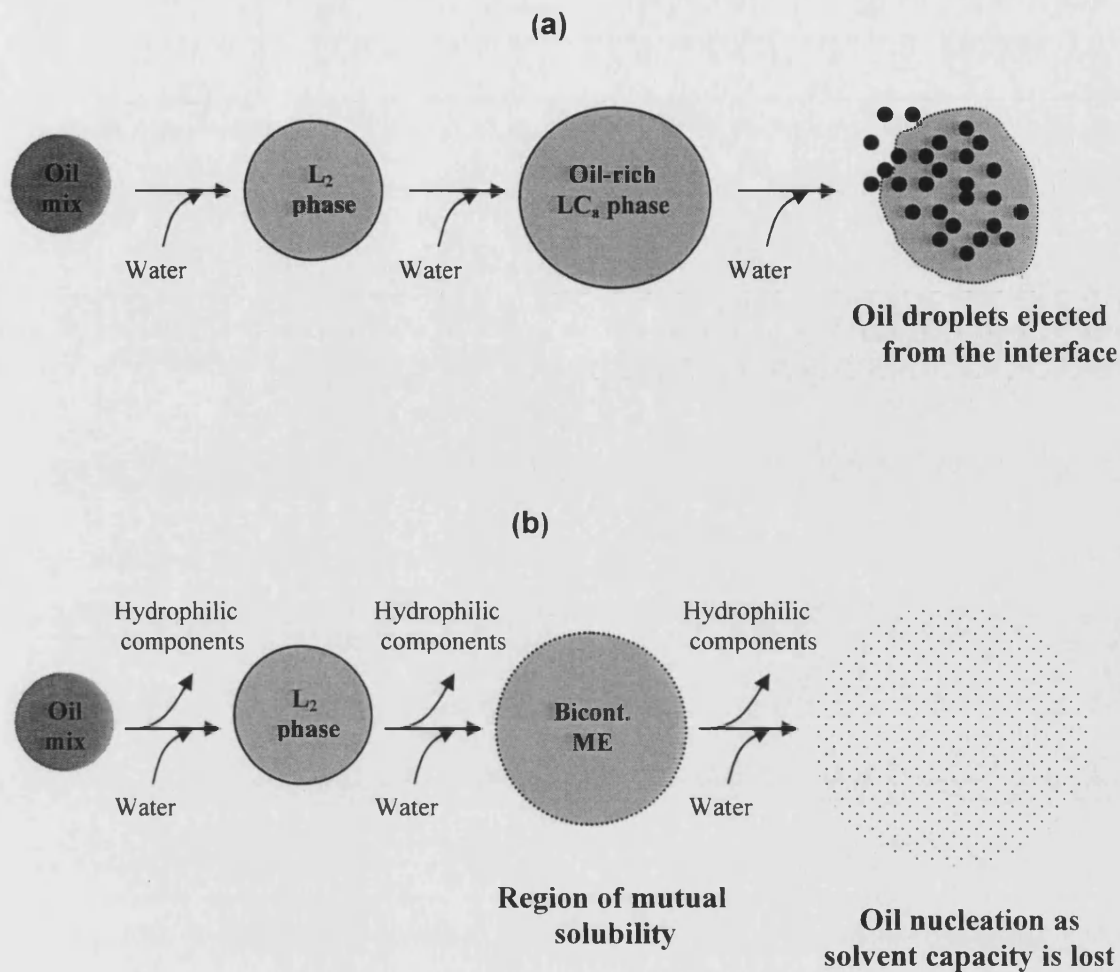 (a)
Oil
mix
Water
L₂
phase
Water
Oil-rich
LCₐ phase
Water
Oil droplets ejected
from the interface
(b)
Oil
mix
Hydrophilic
components
Water
L₂
phase
Hydrophilic
components
Water
Bicont.
ME
Hydrophilic
components
Water
Region of mutual
solubility
Oil nucleation as
solvent capacity is lost